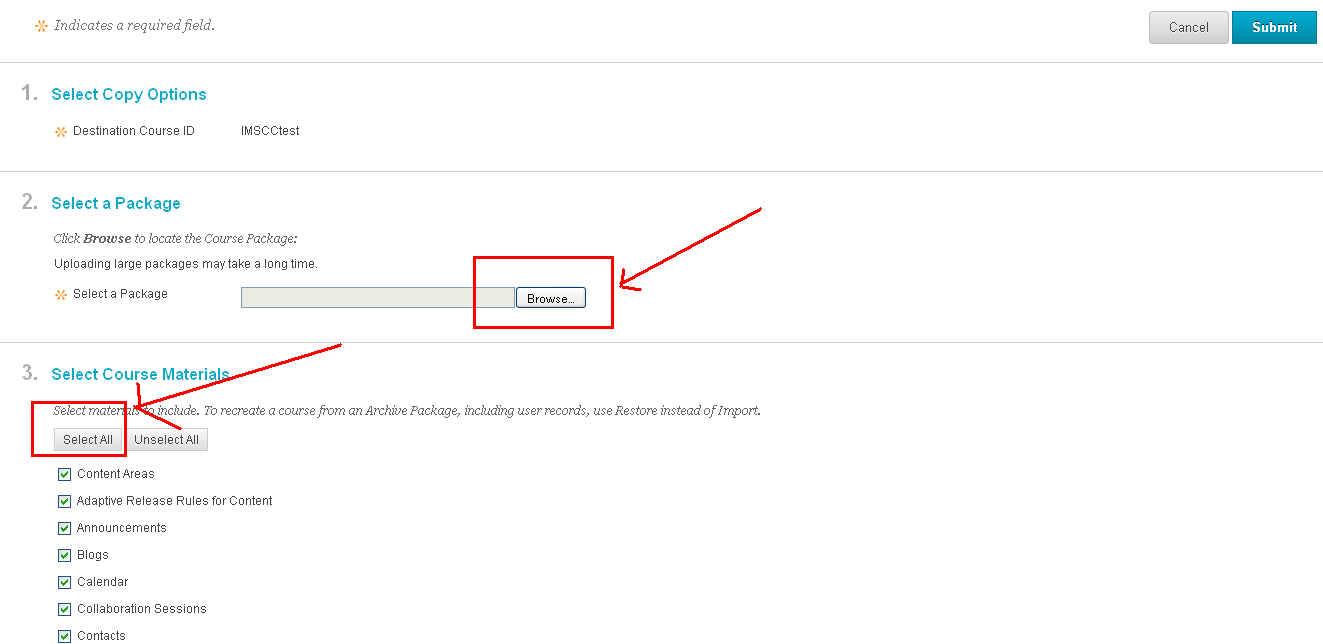 Indicates a required field.
Cancel
Submit
1. Select Copy Options
Destination Course ID IMSCCtest
2. Select a Package
Click Browse to locate the Course Package:
Uploading large packages may take a long time.
Select a Package Browse...
3. Select Course Materials
Select materials to include. To recreate a course from an Archive Package, including user records, use Restore instead of Import.
Select All Unselect All
Content Areas
Adaptive Release Rules for Content
Announcements
Blogs
Calendar
Collaboration Sessions
Contacts